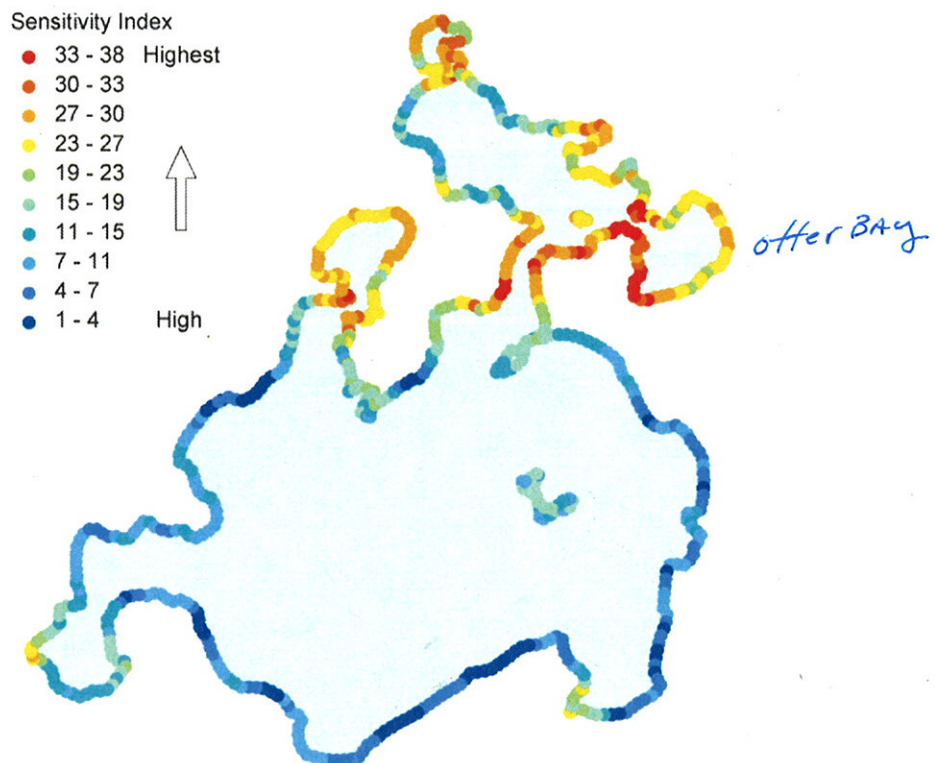 Sensitivity Index
33 - 38 Highest
30 - 33
27 - 30
23 - 27
19 - 23
15 - 19
11 - 15
7 - 11
4 - 7
1 - 4 High
otter BAy